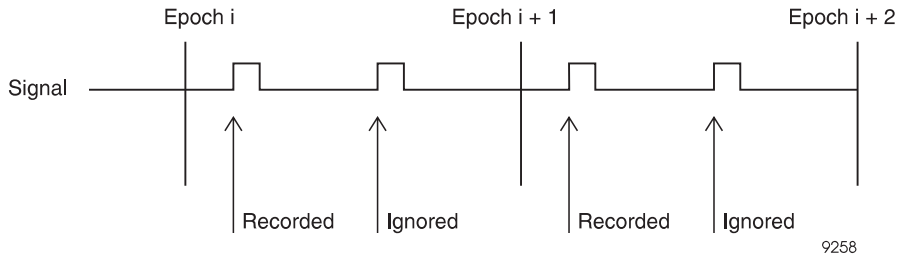 Epoch i
Epoch i + 1
Epoch i + 2
Signal
Recorded
Ignored
Recorded
Ignored
9258